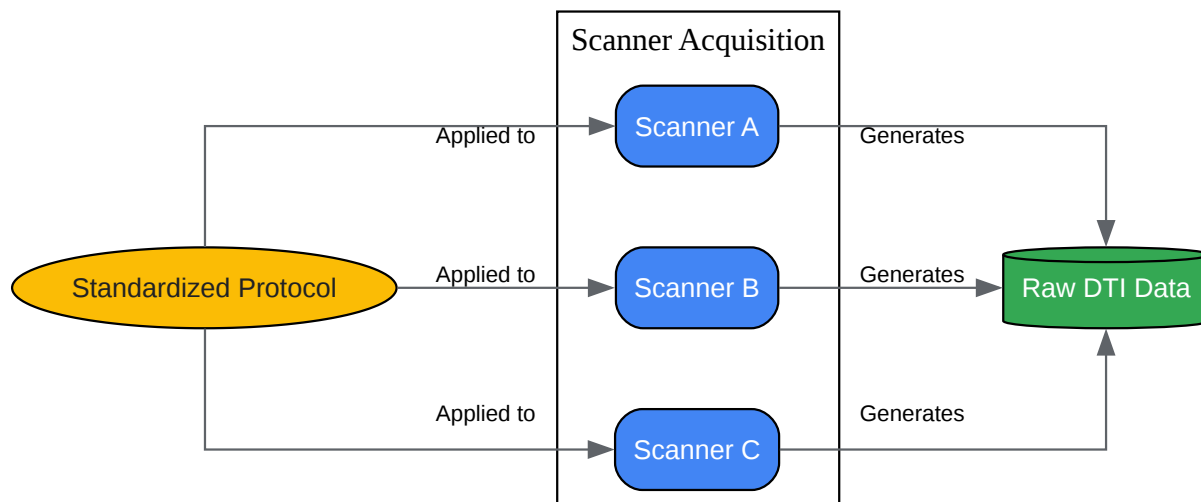 Scanner Acquisition
Applied to
Scanner A
Generates
Standardized Protocol
Applied to
Scanner B
Generates
Raw DTI Data
Applied to
Scanner C
Generates